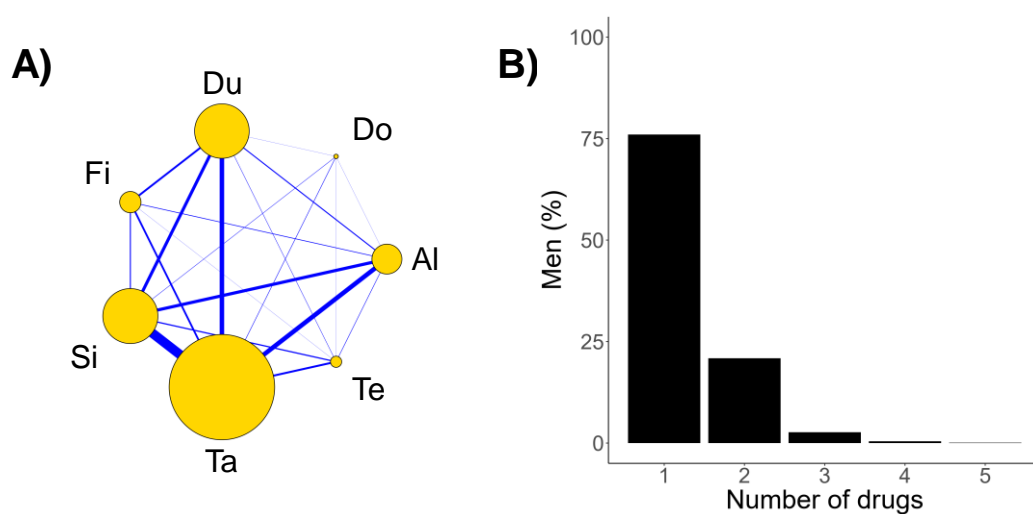 A)
Du
Do
Fi
Al
Si
Te
Ta
B)
100
75
50
25
0
Men (%)
1 2 3 4 5
Number of drugs